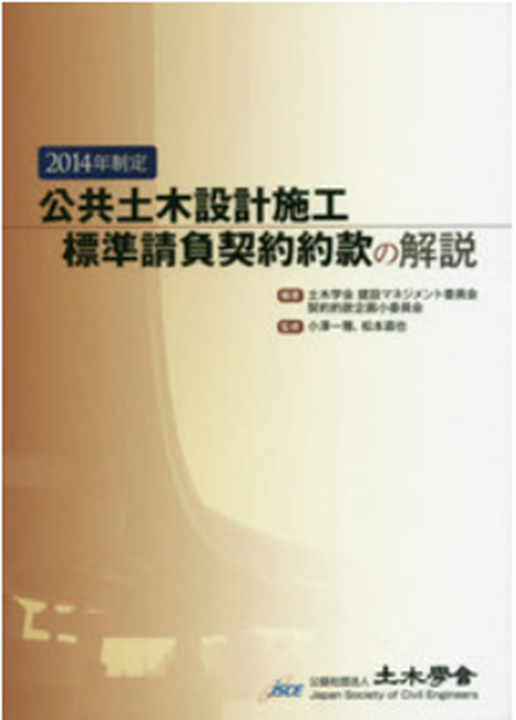 2014年制定
公共土木設計施工
標準請負契約約款の解説
編著 土木学会 建設マネジメント委員会
契約約款企画小委員会
監修 小澤一雅、松本直也
JSCE 公益社団法人 土木學會
Japan Society of Civil Engineers